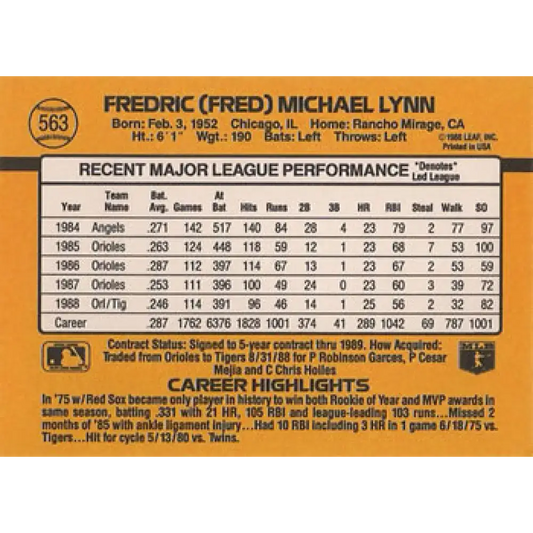 563
FREDRIC (FRED) MICHAEL LYNN
Born: Feb. 3, 1952 Chicago, IL Home: Rancho Mirage, CA
Ht.: 6'1" Wgt.: 190 Bats: Left Throws: Left
©1988 LEAF, INC.
Printed in USA
RECENT MAJOR LEAGUE PERFORMANCE *Denotes* Led League
Year Team Name Bat. Avg. Games At Bat Hits Runs 2B 3B HR RBI Steal Walk SO
1984 Angels .271 142 517 140 84 28 4 23 79 2 77 97
1985 Orioles .263 124 448 118 59 12 1 23 68 7 53 100
1986 Orioles .287 112 397 114 67 13 1 23 67 2 53 59
1987 Orioles .253 111 396 100 49 24 0 23 60 3 39 72
1988 Orl/Tig .246 114 391 96 46 14 1 25 56 2 32 82
Career .287 1762 6376 1828 1001 374 41 289 1042 69 787 1001
Contract Status: Signed to 5-year contract thru 1989. How Acquired:
Traded from Orioles to Tigers 8/31/88 for P Robinson Garces, P Cesar
Mejia and C Chris Hoiles
MLB
CAREER HIGHLIGHTS
In '75 w/Red Sox became only player in history to win both Rookie of Year and MVP awards in
same season, batting .331 with 21 HR, 105 RBI and league-leading 103 runs...Missed 2
months of '85 with ankle ligament injury...Had 10 RBI including 3 HR in 1 game 6/18/75 vs.
Tigers...Hit for cycle 5/13/80 vs. Twins.